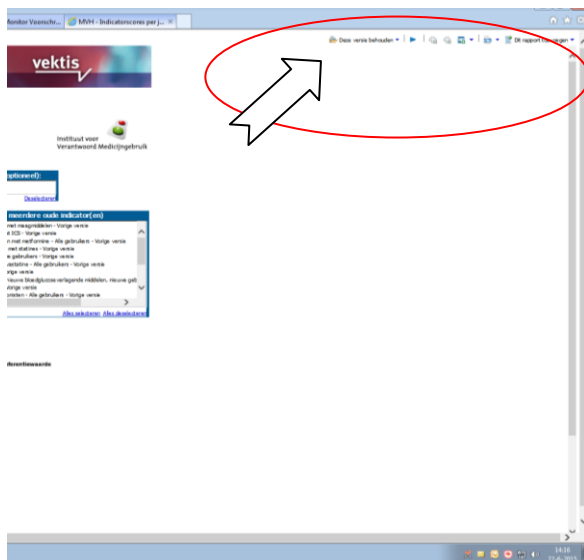 Monitor Voorschr...
MVH - Indicatorscores per j...
Deze versie behouden
Dit rapport toevoegen
vektis
Instituut voor
Verantwoord Medicijngebruik
optioneel):
Deselecteren
meerdere oude indicator(en)
met maagmiddelen - Vorige versie
t ICS - Vorige versie
n met metformine - Alle gebruikers - Vorige versie
met statines - Vorige versie
e gebruikers - Vorige versie
vastatine - Alle gebruikers - Vorige versie
orige versie
nieuwe bloedglucose verlagende middelen, nieuwe geb
Vorige versie
Alle gebruikers - Vorige versie
Alles selecteren Alles deselecteren
derentiewaarde
14:16